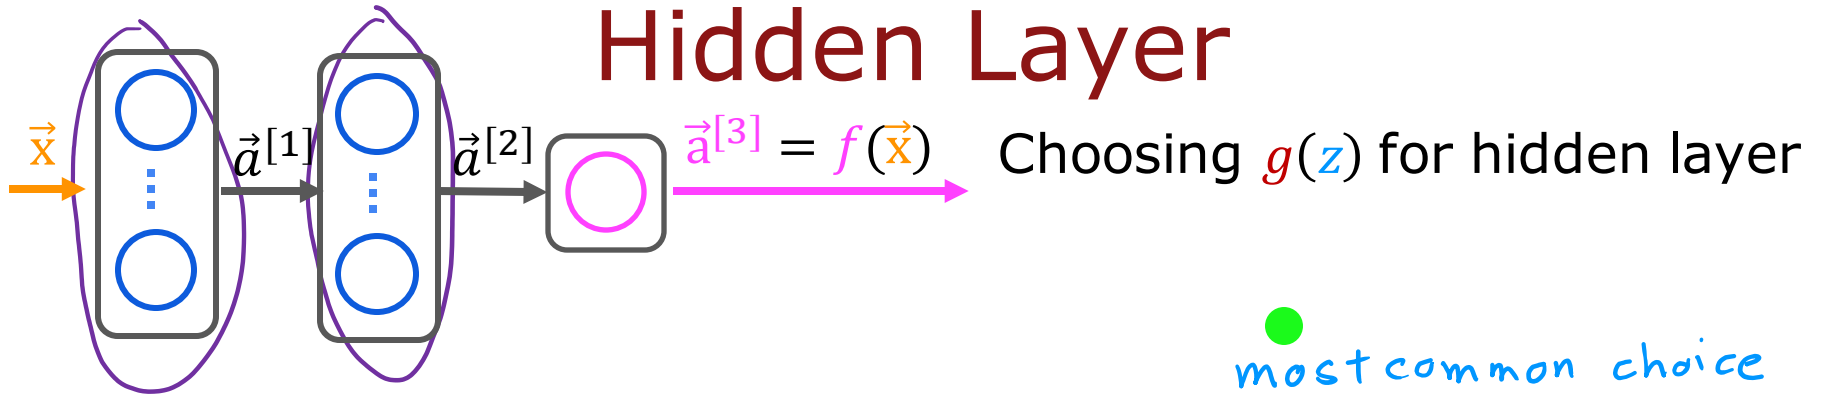 Hidden Layer
x⃗
a⃗[1]
a⃗[2]
a⃗[3] = f(x⃗)
Choosing g(z) for hidden layer
most common choice